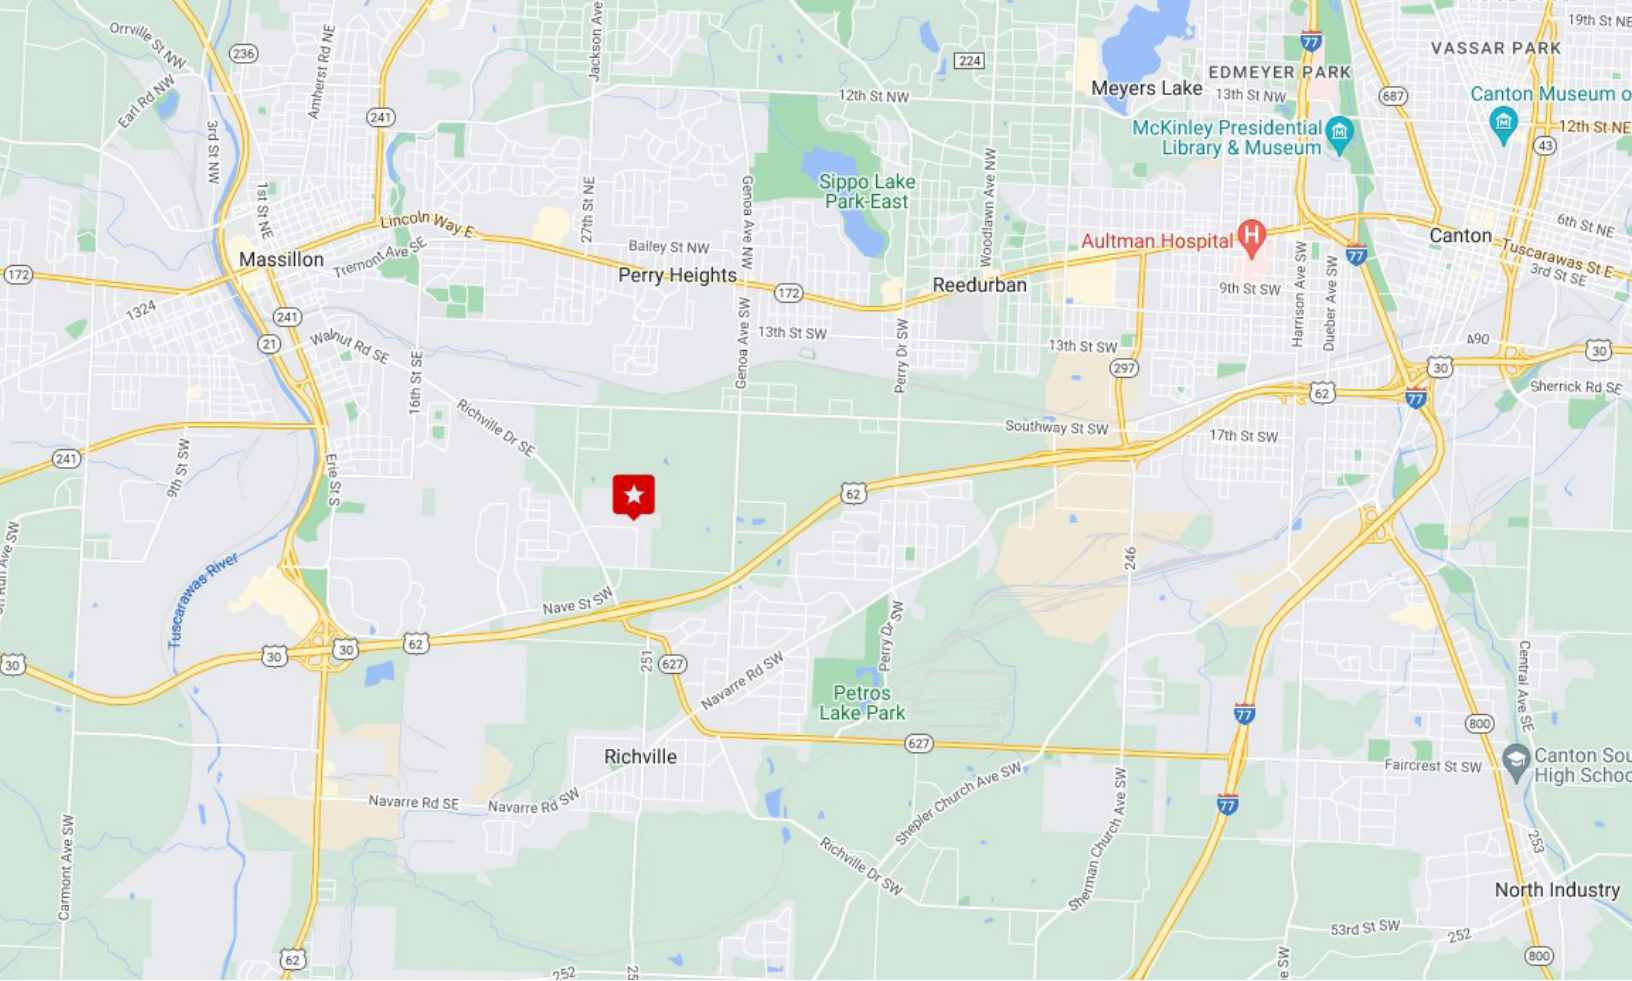 Orrville St NW
236
Amherst Rd NE
Jackson Ave
224
Meyers Lake
77
EDMEYER PARK
13th St NW
VASSAR PARK
19th St NE
687
Canton Museum o
Earl Rd NW
241
12th St NW
3rd St NW
McKinley Presidential
Library & Museum
12th St NE
43
1st St NE
Lincoln Way E
27th St NE
Genoa Ave NW
Sippo Lake
Park-East
Woodlawn Ave NW
Aultman Hospital
H
Canton
6th St NE
Tuscarawas St E
3rd St SE
Massillon
Tremont Ave SE
Bailey St NW
Perry Heights
Reedurban
77
172
172
9th St SW
Harrison Ave SW
Dueber Ave SW
1324
241
21
Walnut Rd SE
16th St SE
Genoa Ave SW
13th St SW
Perry Dr SW
13th St SW
297
490
30
30
62
77
Sherrick Rd SE
Richville Dr SE
Southway St SW
17th St SW
241
9th St SW
Erie St S
62
246
Tuscarawas River
Nave St SW
30
30
30
62
251
627
Navarre Rd SW
Perry Dr SW
Petros
Lake Park
Central Ave SE
77
800
627
Richville
Faircrest St SW
Canton Sou
High Schoo
Navarre Rd SE
Navarre Rd SW
Shepler Church Ave SW
Sherman Church Ave SW
77
Carmont Ave SW
Richville Dr SW
253
North Industry
53rd St SW
252
62
252
25
e SW
800